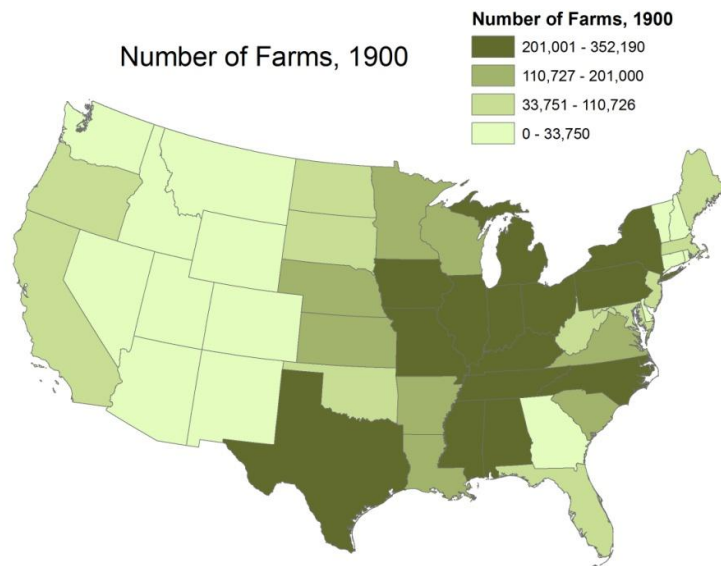 Number of Farms, 1900
Number of Farms, 1900
201,001 - 352,190
110,727 - 201,000
33,751 - 110,726
0 - 33,750